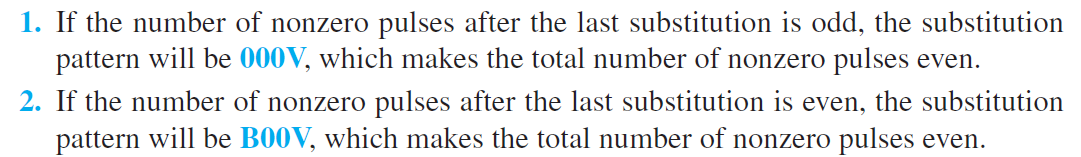 1. If the number of nonzero pulses after the last substitution is odd, the substitution
pattern will be 000V, which makes the total number of nonzero pulses even.
2. If the number of nonzero pulses after the last substitution is even, the substitution
pattern will be B00V, which makes the total number of nonzero pulses even.